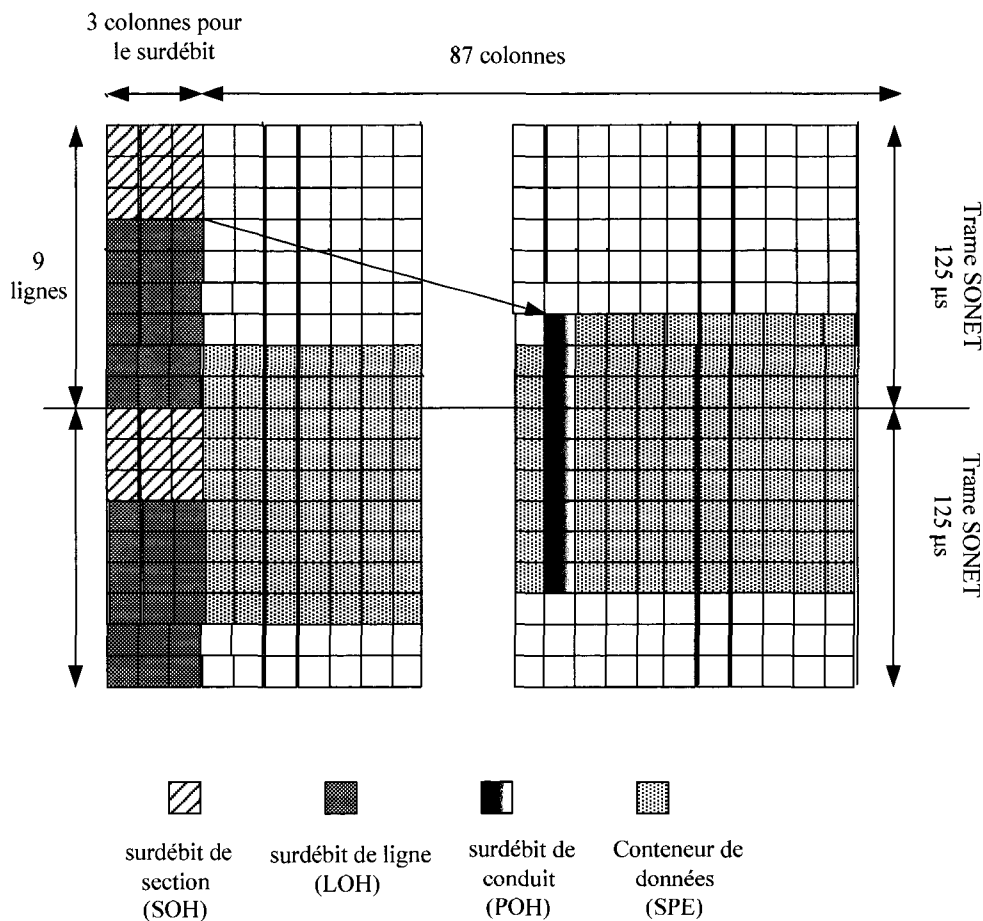 3 colonnes pour
le surdébit
87 colonnes
9
lignes
Trame SONET
125 µs
Trame SONET
125 µs
surdébit de
section
(SOH)
surdébit de ligne
(LOH)
surdébit de
conduit
(POH)
Conteneur de
données
(SPE)